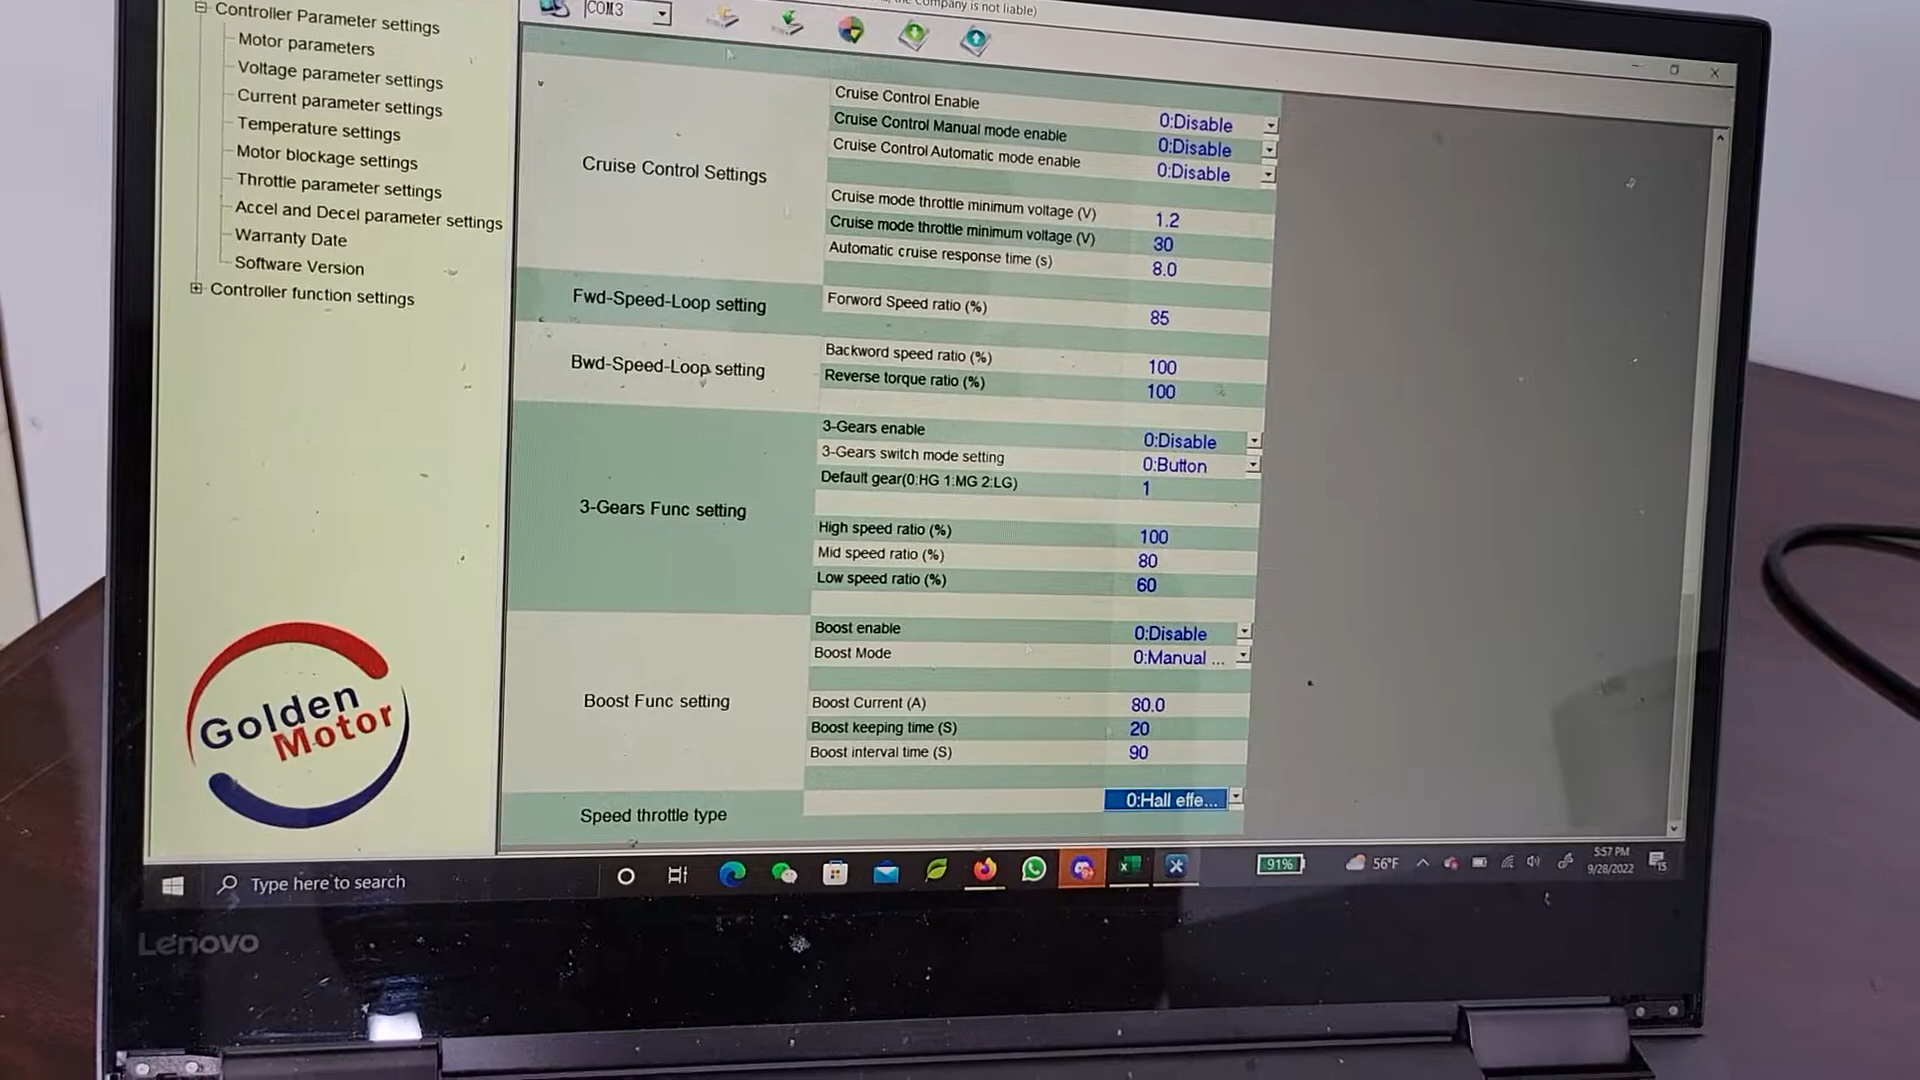 Controller Parameter settings
Motor parameters
Voltage parameter settings
Current parameter settings
Temperature settings
Motor blockage settings
Throttle parameter settings
Accel and Decel parameter settings
Warranty Date
Software Version
Controller function settings
Golden
Motor
Company is not liable)
COM3
Cruise Control Settings
Cruise Control Enable 0:Disable
Cruise Control Manual mode enable 0:Disable
Cruise Control Automatic mode enable 0:Disable
Cruise mode throttle minimum voltage (V) 1.2
Cruise mode throttle minimum voltage (V) 30
Automatic cruise response time (s) 8.0
Fwd-Speed-Loop setting
Forword Speed ratio (%) 85
Bwd-Speed-Loop setting
Backword speed ratio (%) 100
Reverse torque ratio (%) 100
3-Gears Func setting
3-Gears enable 0:Disable
3-Gears switch mode setting 0:Button
Default gear(0:HG 1:MG 2:LG) 1
High speed ratio (%) 100
Mid speed ratio (%) 80
Low speed ratio (%) 60
Boost Func setting
Boost enable 0:Disable
Boost Mode 0:Manual ...
Boost Current (A) 80.0
Boost keeping time (S) 20
Boost interval time (S) 90
Speed throttle type 0:Hall effe...
Type here to search
91%
56°F
5:57 PM
9/28/2022
15
Lenovo